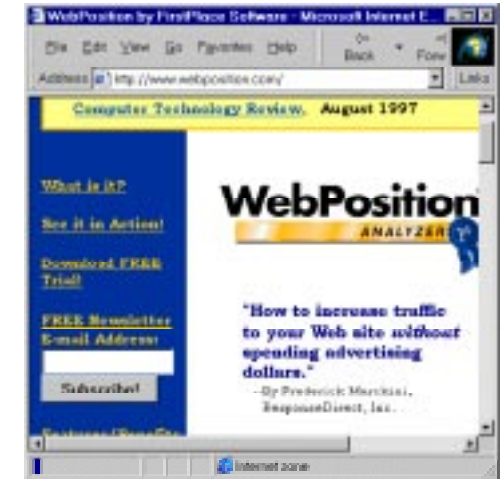 WebPosition by FirstPlace Software - Microsoft Internet E...
File Edit View Go Favorites Help
Back
Forw
Address http://www.webposition.com/
Links
Computer Technology Review, August 1997
What is it?
See it in Action!
Download FREE
Trial!
FREE Newsletter
E-mail Address:
Subscribe!
WebPosition
ANALYZER
"How to increase traffic
to your Web site without
spending advertising
dollars."
--By Frederick Marckini,
ResponseDirect, Inc.
Internet zone